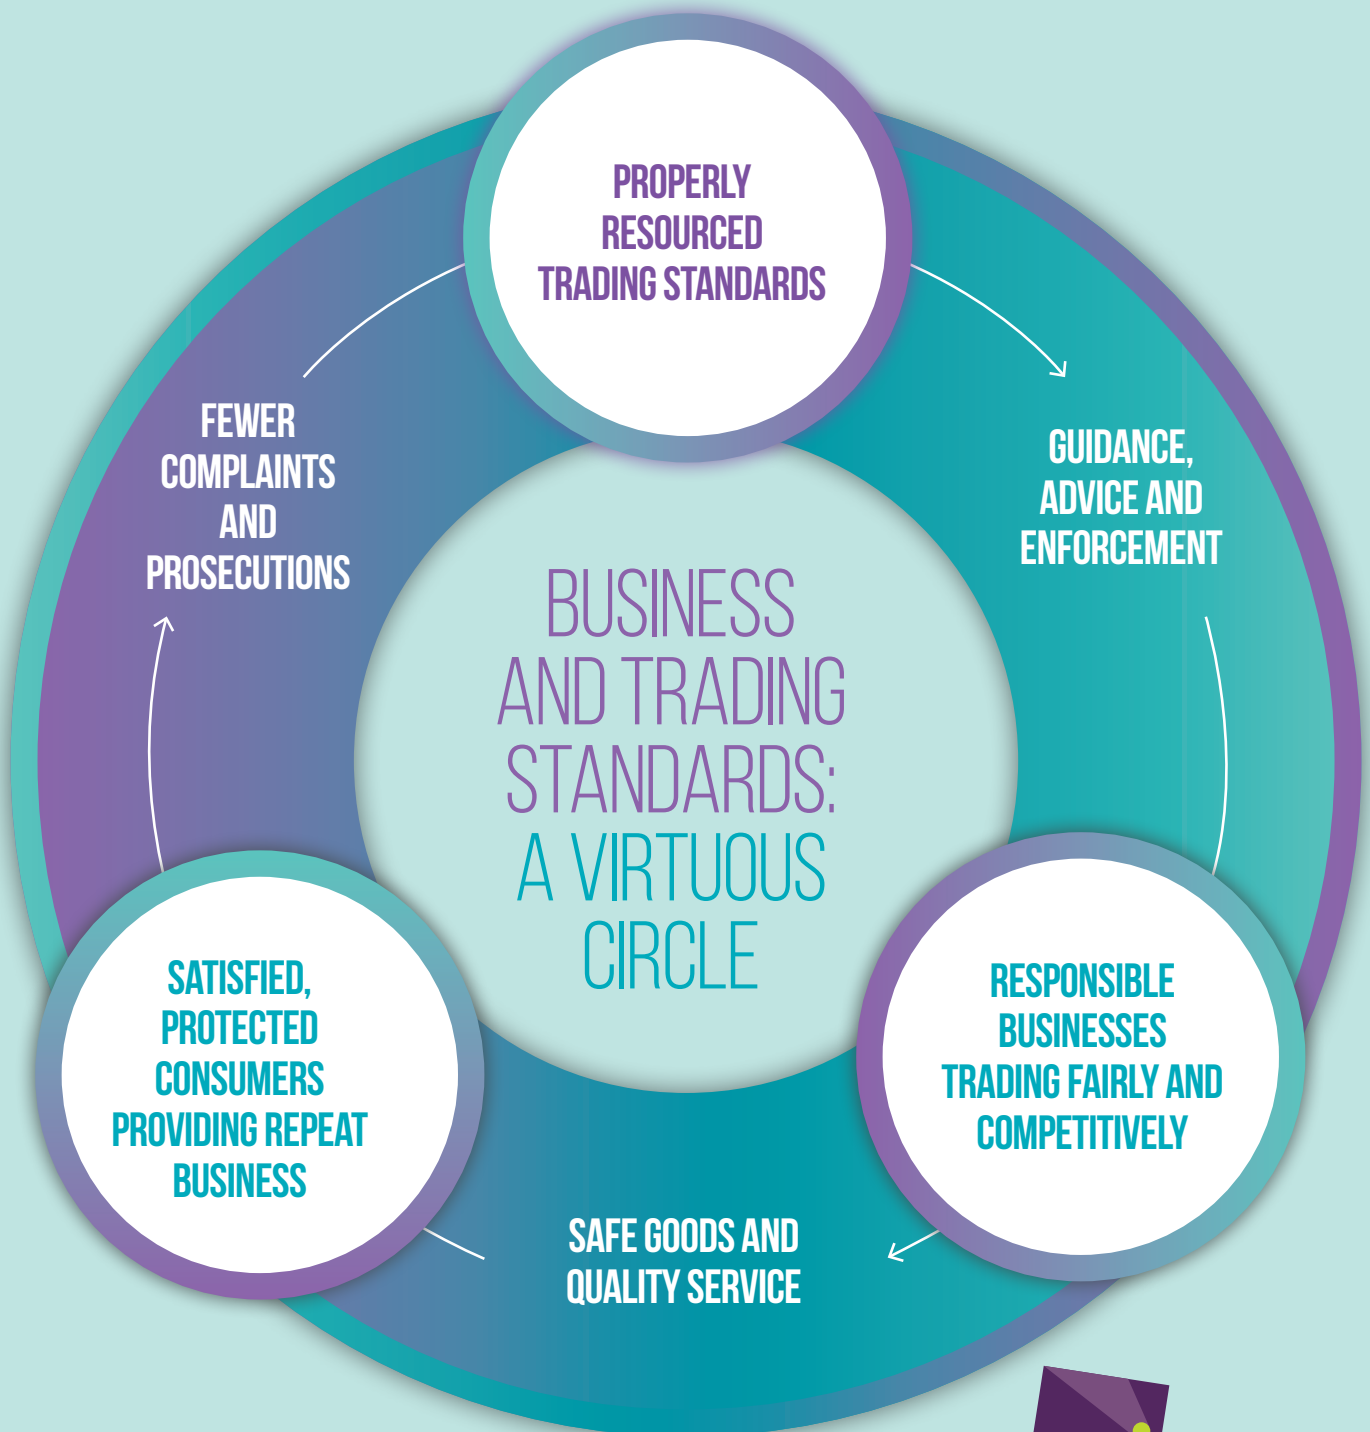 PROPERLY
RESOURCED
TRADING STANDARDS
GUIDANCE,
ADVICE AND
ENFORCEMENT
RESPONSIBLE
BUSINESSES
TRADING FAIRLY AND
COMPETITIVELY
SAFE GOODS AND
QUALITY SERVICE
SATISFIED,
PROTECTED
CONSUMERS
PROVIDING REPEAT
BUSINESS
FEWER
COMPLAINTS
AND
PROSECUTIONS
BUSINESS
AND TRADING
STANDARDS:
A VIRTUOUS
CIRCLE